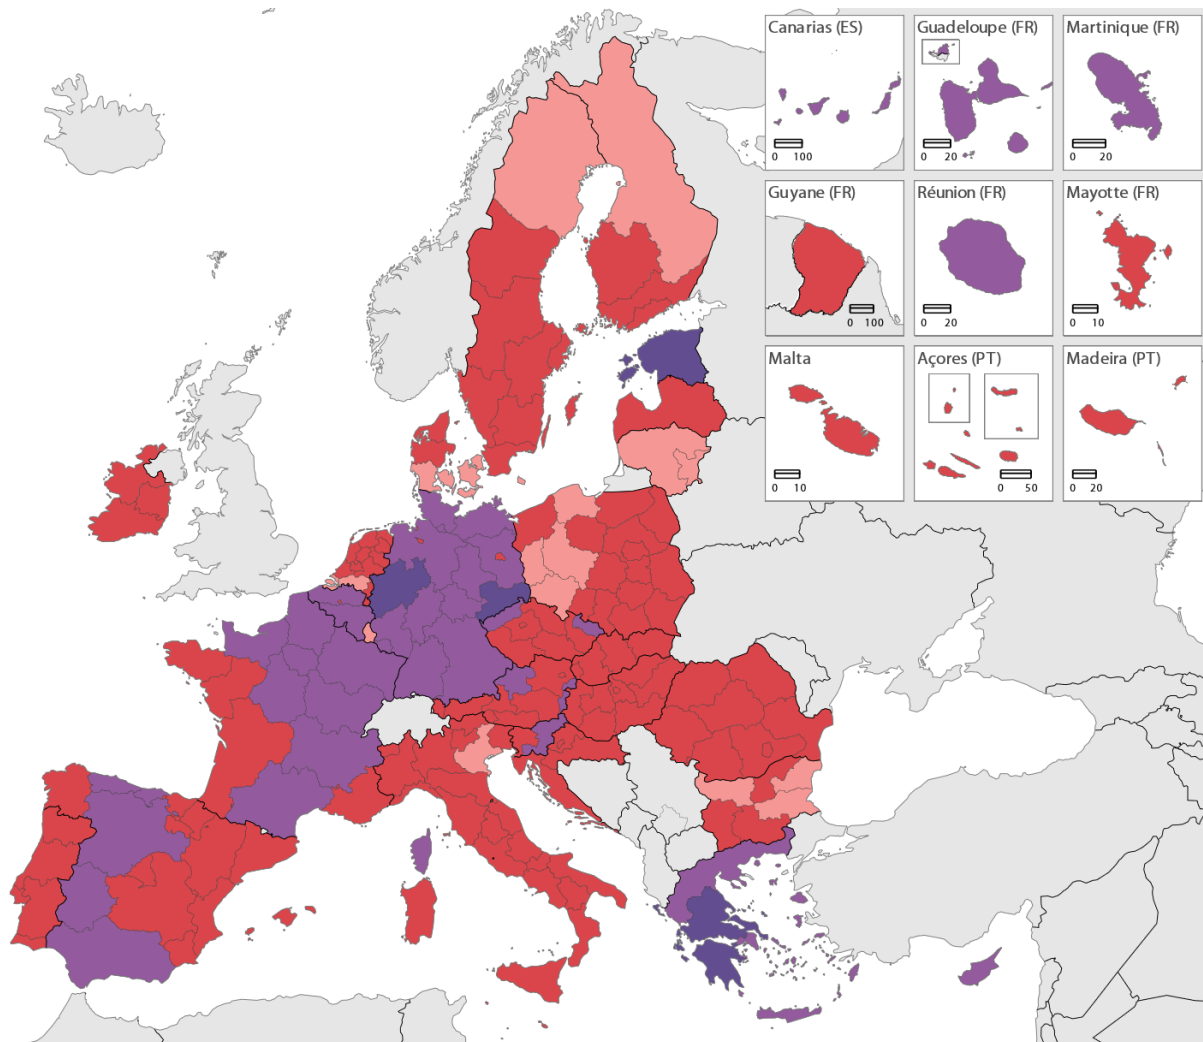 Canarias (ES)
0 100
Guadeloupe (FR)
0 20
Martinique (FR)
0 20
Guyane (FR)
0 100
Réunion (FR)
0 20
Mayotte (FR)
0 10
Malta
0 10
Açores (PT)
0 50
Madeira (PT)
0 20